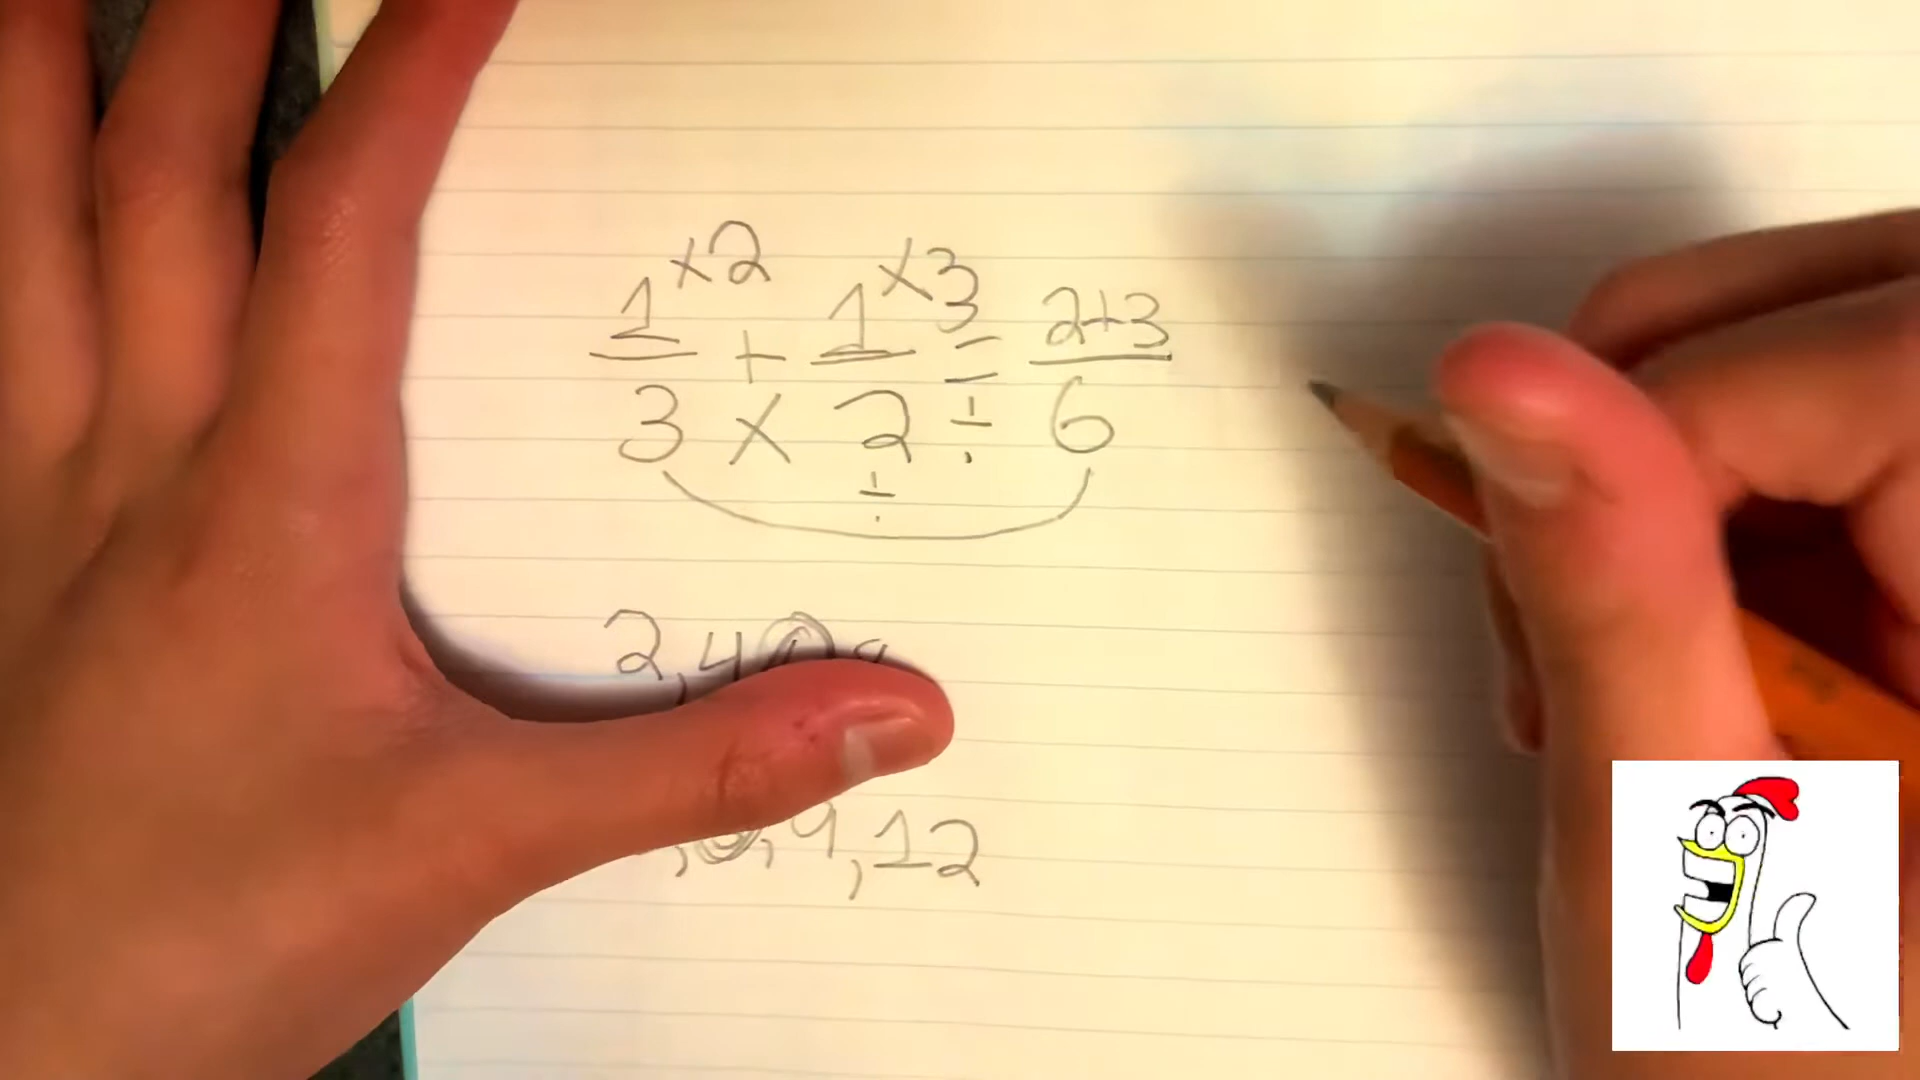 ×2 ×3
1 + 1 = 2+3
3 × 2 ÷ 6
÷
2, 4
, 9, 12